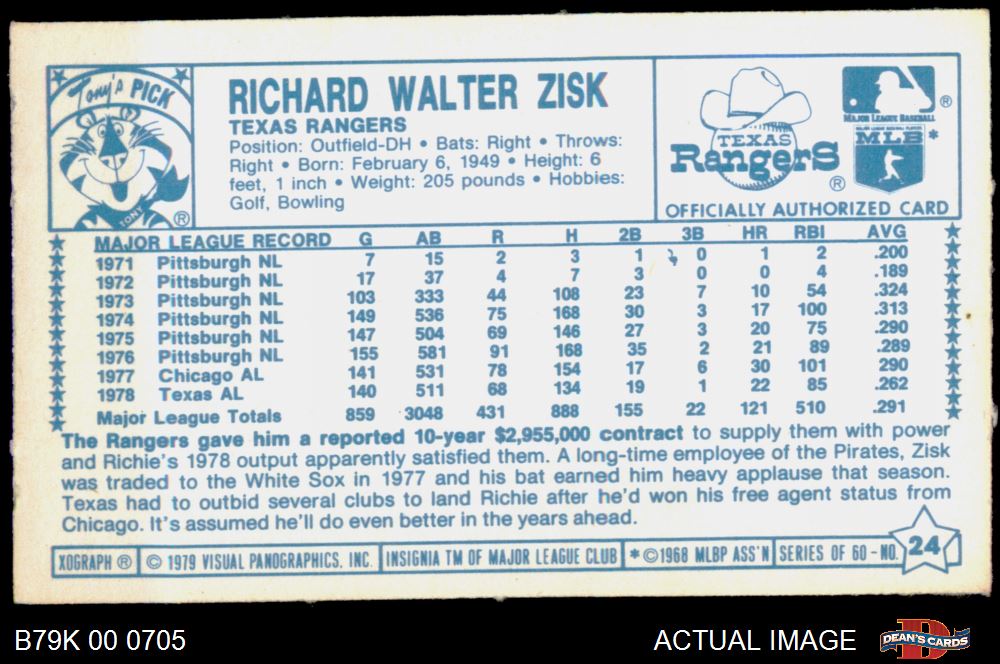 Tony's PICK
TONY
®
RICHARD WALTER ZISK
TEXAS RANGERS
Position: Outfield-DH • Bats: Right • Throws:
Right • Born: February 6, 1949 • Height: 6
feet, 1 inch • Weight: 205 pounds • Hobbies:
Golf, Bowling
TEXAS
Rangers
®
®
MAJOR LEAGUE BASEBALL
MAJOR LEAGUE BASEBALL PLAYERS
MLB *
OFFICIALLY AUTHORIZED CARD
MAJOR LEAGUE RECORD G AB R H 2B 3B HR RBI AVG
1971 Pittsburgh NL 7 15 2 3 1 0 1 2 .200
1972 Pittsburgh NL 17 37 4 7 3 0 0 4 .189
1973 Pittsburgh NL 103 333 44 108 23 7 10 54 .324
1974 Pittsburgh NL 149 536 75 168 30 3 17 100 .313
1975 Pittsburgh NL 147 504 69 146 27 3 20 75 .290
1976 Pittsburgh NL 155 581 91 168 35 2 21 89 .289
1977 Chicago AL 141 531 78 154 17 6 30 101 .290
1978 Texas AL 140 511 68 134 19 1 22 85 .262
Major League Totals 859 3048 431 888 155 22 121 510 .291
The Rangers gave him a reported 10-year $2,955,000 contract to supply them with power
and Richie's 1978 output apparently satisfied them. A long-time employee of the Pirates, Zisk
was traded to the White Sox in 1977 and his bat earned him heavy applause that season.
Texas had to outbid several clubs to land Richie after he'd won his free agent status from
Chicago. It's assumed he'll do even better in the years ahead.
XOGRAPH ® © 1979 VISUAL PANOGRAPHICS, INC. INSIGNIA TM OF MAJOR LEAGUE CLUB * ©1968 MLBP ASS'N SERIES OF 60 - NO. 24
B79K 00 0705 ACTUAL IMAGE DEAN'S CARDS